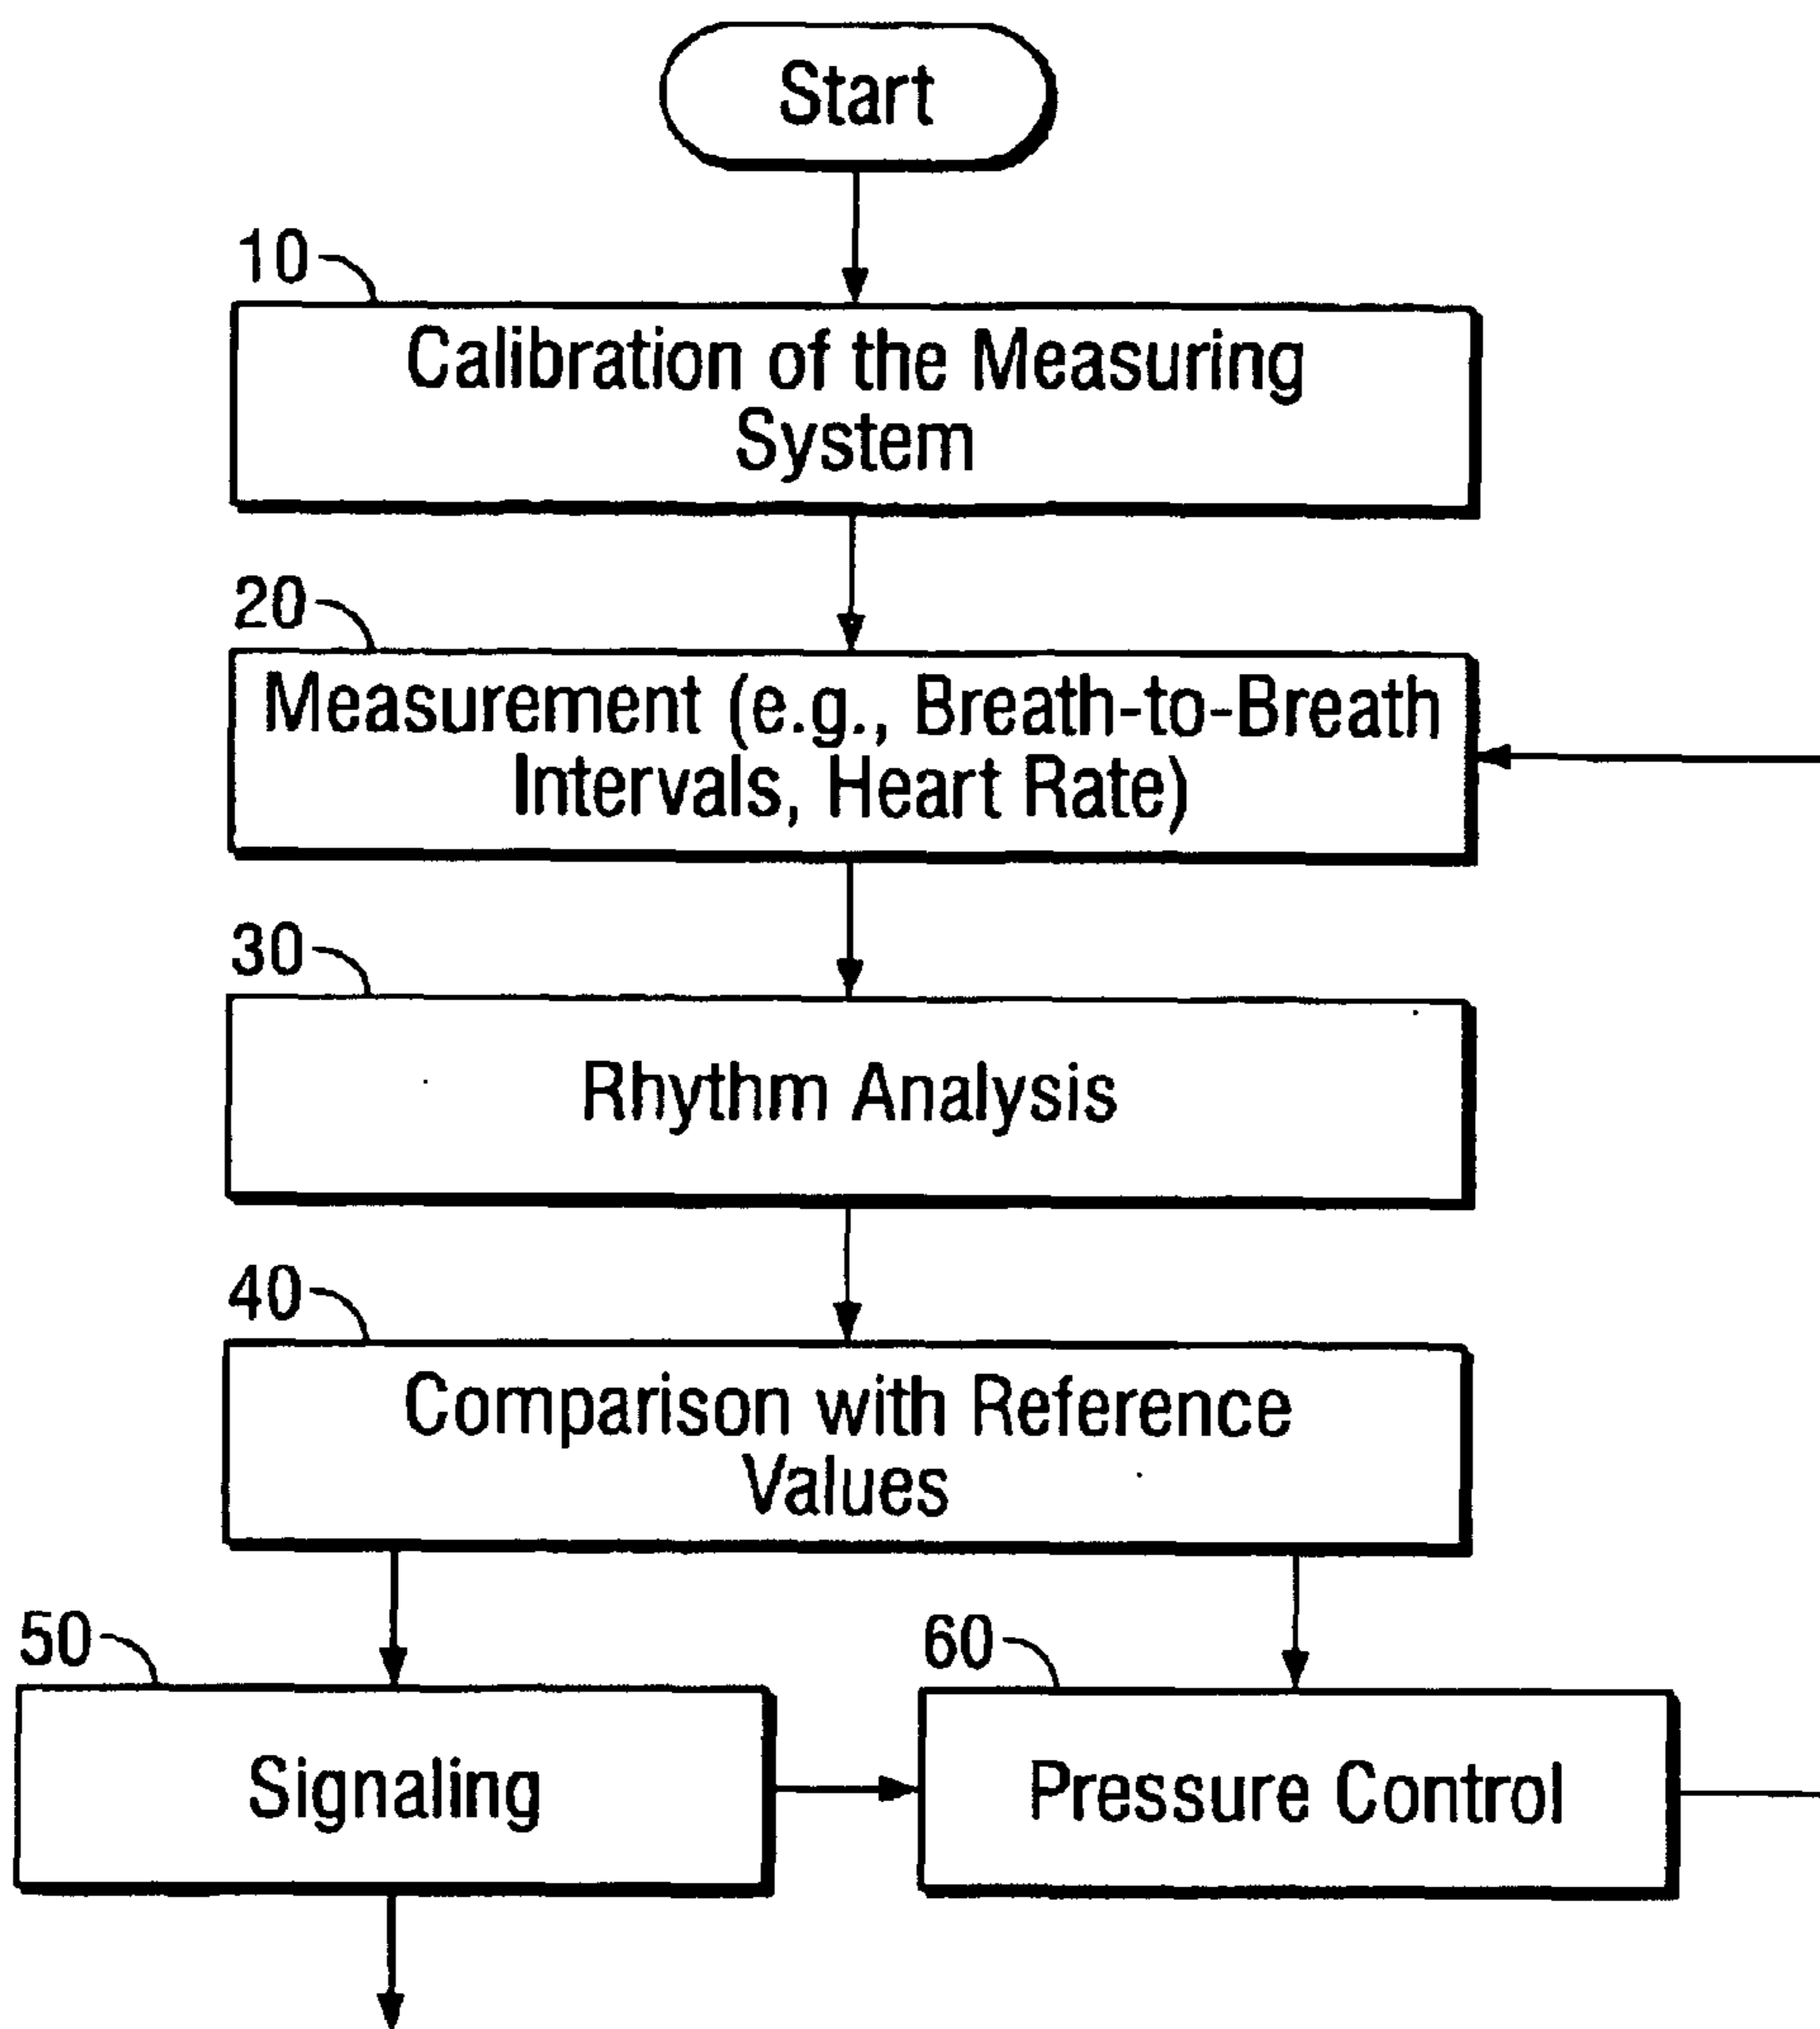 Start
10
Calibration of the Measuring
System
20
Measurement (e.g., Breath-to-Breath
Intervals, Heart Rate)
30
Rhythm Analysis
40
Comparison with Reference
Values
50
Signaling
60
Pressure Control